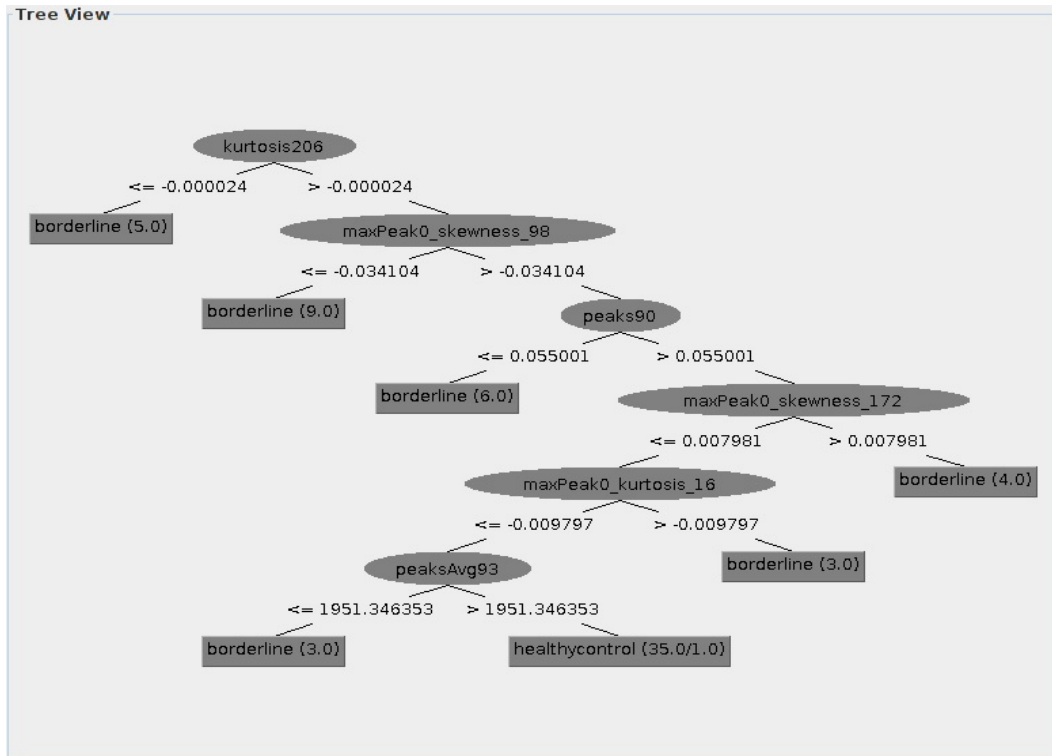 Tree View
kurtosis206
<= -0.000024 > -0.000024
borderline (5.0) maxPeak0_skewness_98
<= -0.034104 > -0.034104
borderline (9.0) peaks90
<= 0.055001 > 0.055001
borderline (6.0) maxPeak0_skewness_172
<= 0.007981 > 0.007981
maxPeak0_kurtosis_16 borderline (4.0)
<= -0.009797 > -0.009797
peaksAvg93 borderline (3.0)
<= 1951.346353 > 1951.346353
borderline (3.0) healthycontrol (35.0/1.0)